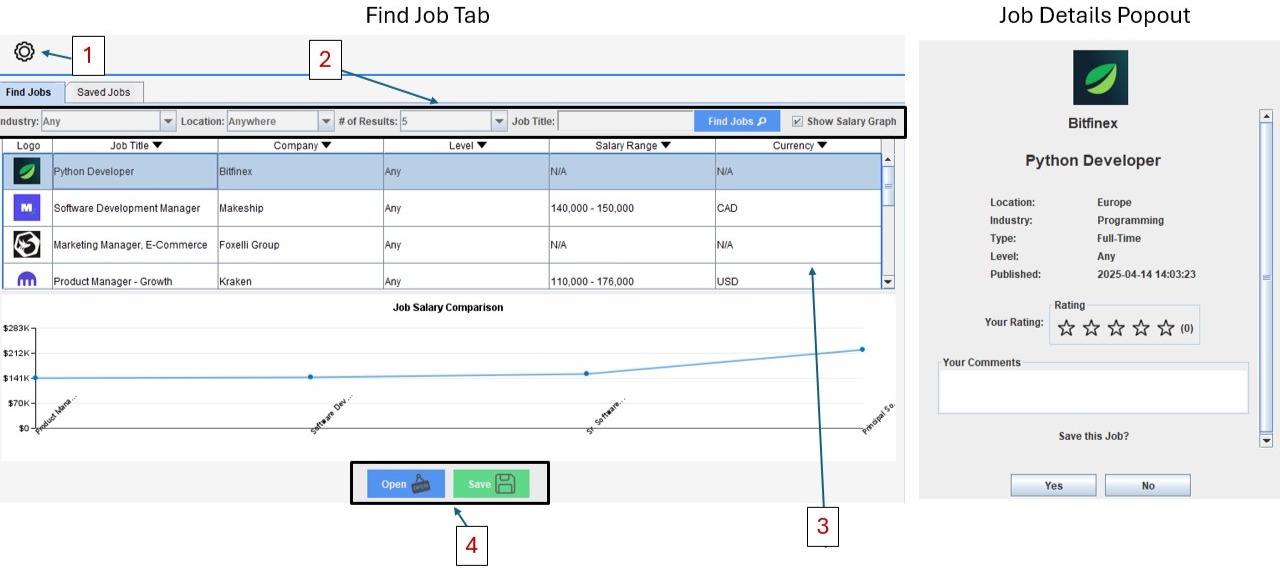 Find Job Tab
Job Details Popout
1
2
Find Jobs
Saved Jobs
ndustry: Any Location: Anywhere # of Results: 5 Job Title: Find Jobs Show Salary Graph
Logo Job Title Company Level Salary Range Currency
Python Developer Bitfinex Any N/A N/A
M Software Development Manager Makeship Any 140,000 - 150,000 CAD
Marketing Manager, E-Commerce Foxelli Group Any N/A N/A
Product Manager - Growth Kraken Any 110,000 - 176,000 USD
Job Salary Comparison
$283K
$212K
$141K
$70K
$0
Product Mana...
Software Dev...
Sr. Software...
Principal So.
Open OPEN
Save
4
3
Bitfinex
Python Developer
Location: Europe
Industry: Programming
Type: Full-Time
Level: Any
Published: 2025-04-14 14:03:23
Rating
Your Rating: (0)
Your Comments
Save this Job?
Yes No